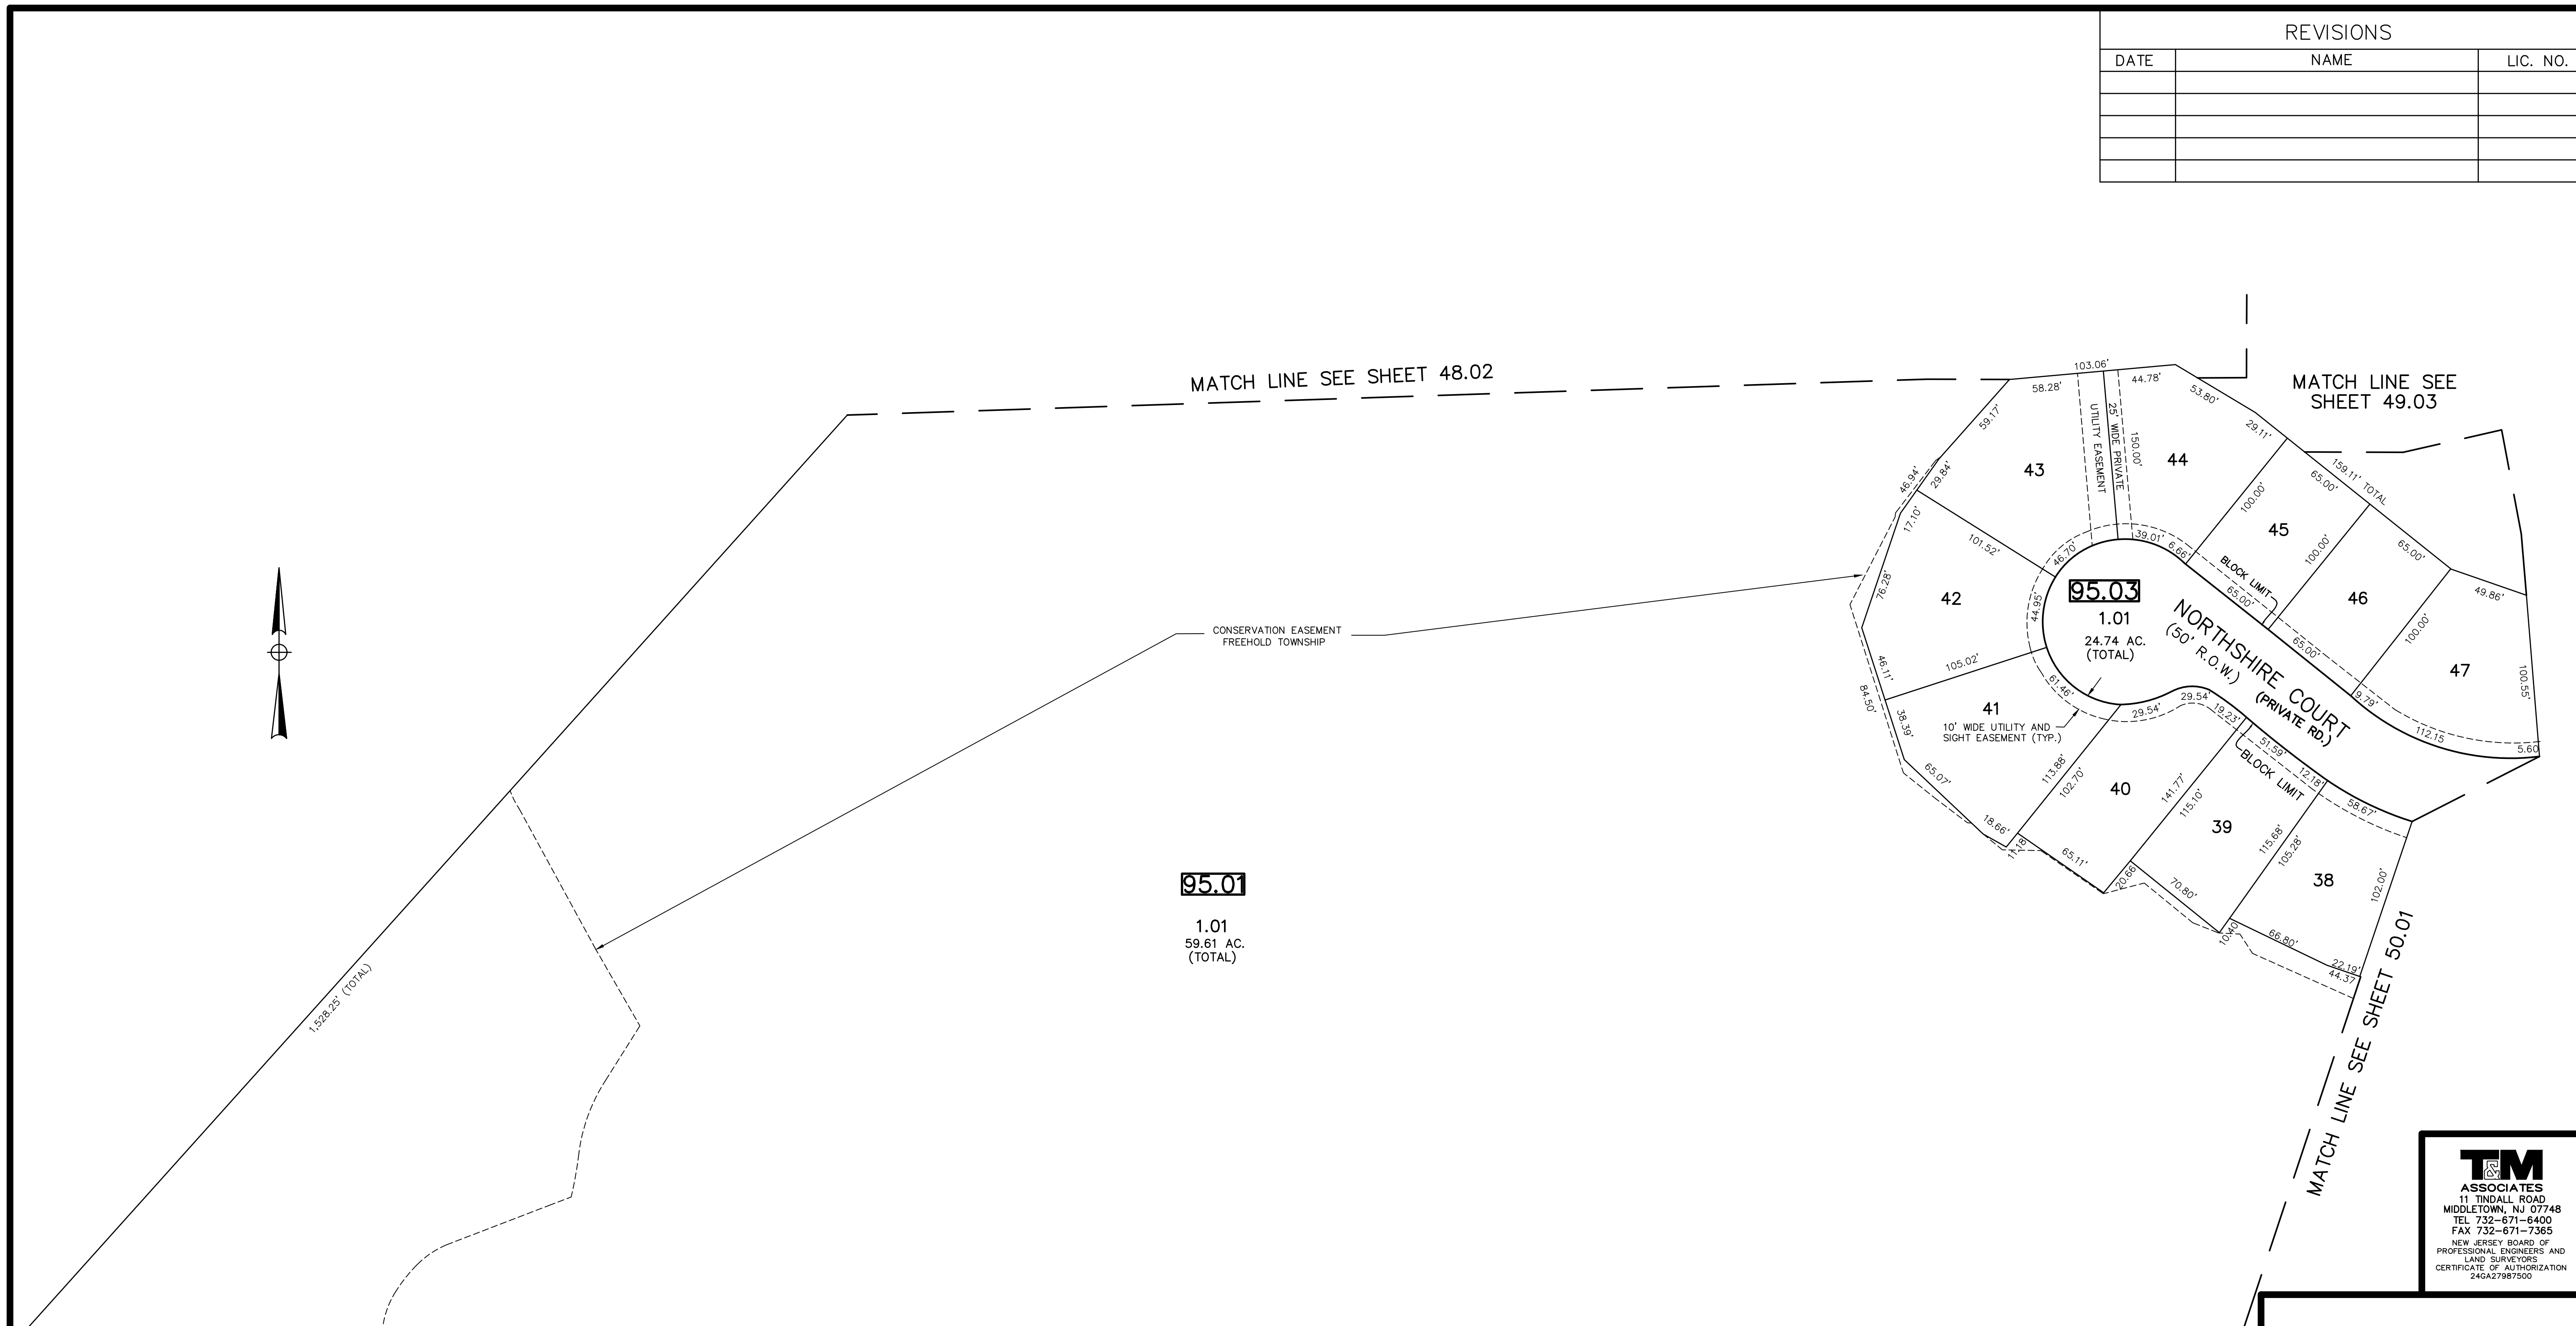 REVISIONS
DATE NAME LIC. NO.
MATCH LINE SEE SHEET 48.02
MATCH LINE SEE
SHEET 49.03
103.06'
58.28'
44.78'
53.80'
29.11'
59.17'
46.94'
29.84'
17.10'
43
UTILITY EASEMENT
25' WIDE PRIVATE
150.00'
44
159.11' TOTAL
65.00'
100.00'
45
101.52'
46.70'
39.01'
6.66'
100.00'
65.00'
BLOCK LIMIT
65.00'
46
49.86'
76.28'
42
44.95'
95.03
1.01
24.74 AC.
(TOTAL)
NORTHSHIRE COURT
(50' R.O.W.)
(PRIVATE RD.)
65.00'
100.00'
47
100.55'
CONSERVATION EASEMENT
FREEHOLD TOWNSHIP
46.11'
84.50'
105.02'
61.46'
29.54'
29.54'
19.23'
9.79'
112.15
5.60
38.39'
41
10' WIDE UTILITY AND
SIGHT EASEMENT (TYP.)
51.59'
BLOCK LIMIT
12.18'
58.67'
65.07'
113.88'
102.70'
40
141.77'
115.10'
39
115.68'
105.28'
38
102.00'
18.66'
11.18'
65.11'
20.66'
70.80'
10.40'
66.80'
22.19'
44.37'
95.01
1.01
59.61 AC.
(TOTAL)
1,528.25' (TOTAL)
MATCH LINE SEE SHEET 50.01
T&M
ASSOCIATES
11 TINDALL ROAD
MIDDLETOWN, NJ 07748
TEL 732-671-6400
FAX 732-671-7365
NEW JERSEY BOARD OF
PROFESSIONAL ENGINEERS AND
LAND SURVEYORS
CERTIFICATE OF AUTHORIZATION
24GA27987500